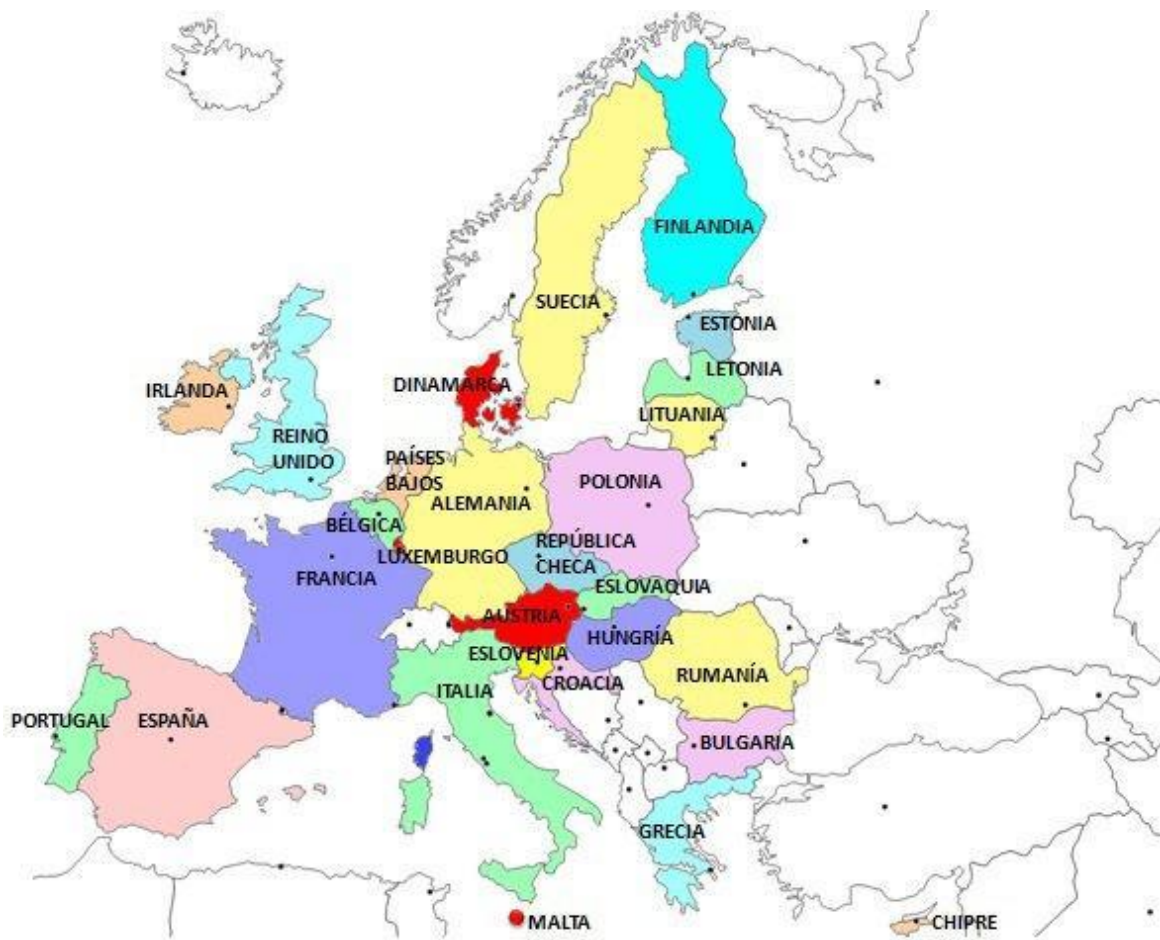 FINLANDIA
SUECIA
ESTONIA
LETONIA
DINAMARCA
IRLANDA
LITUANIA
REINO
UNIDO
PAÍSES
BAJOS
POLONIA
ALEMANIA
BÉLGICA
REPÚBLICA
CHECA
LUXEMBURGO
FRANCIA
ESLOVAQUIA
AUSTRIA
HUNGRÍA
ESLOVENIA
RUMANÍA
CROACIA
ITALIA
PORTUGAL
ESPAÑA
BULGARIA
GRECIA
MALTA
CHIPRE